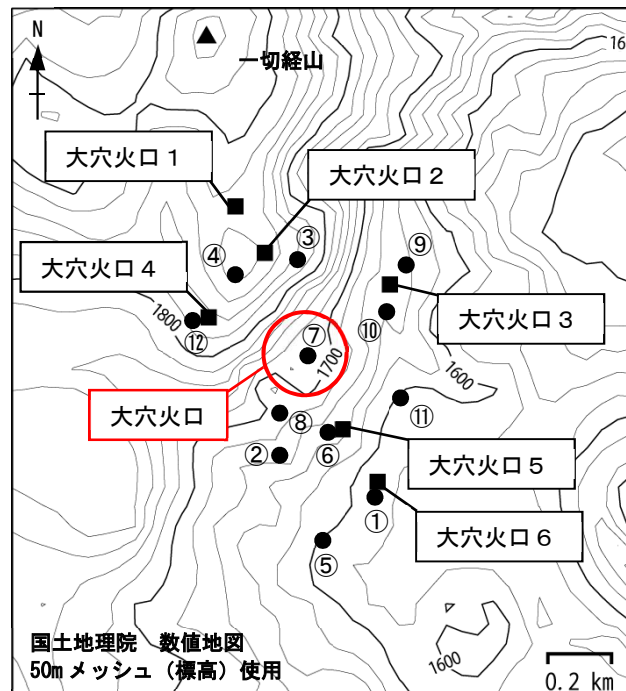 N
16
一切経山
大穴火口1
大穴火口2
③
⑨
④
大穴火口4
大穴火口3
⑩
1800
⑫
⑦
1700
1600
大穴火口
⑪
⑧
⑥
②
大穴火口5
①
大穴火口6
⑤
国土地理院 数値地図
50mメッシュ(標高)使用
1600
0.2 km